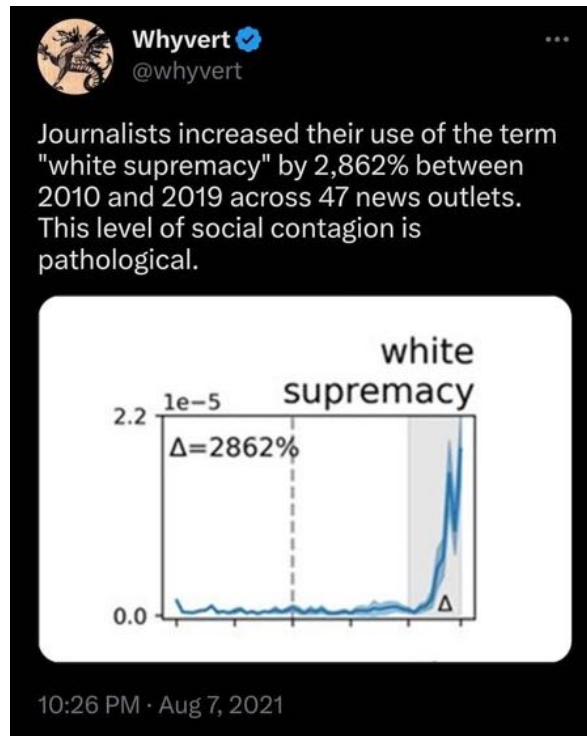 Whyvert
@whyvert
Journalists increased their use of the term
"white supremacy" by 2,862% between
2010 and 2019 across 47 news outlets.
This level of social contagion is
pathological.
white
supremacy
1e−5
2.2
Δ=2862%
Δ
0.0
10:26 PM · Aug 7, 2021